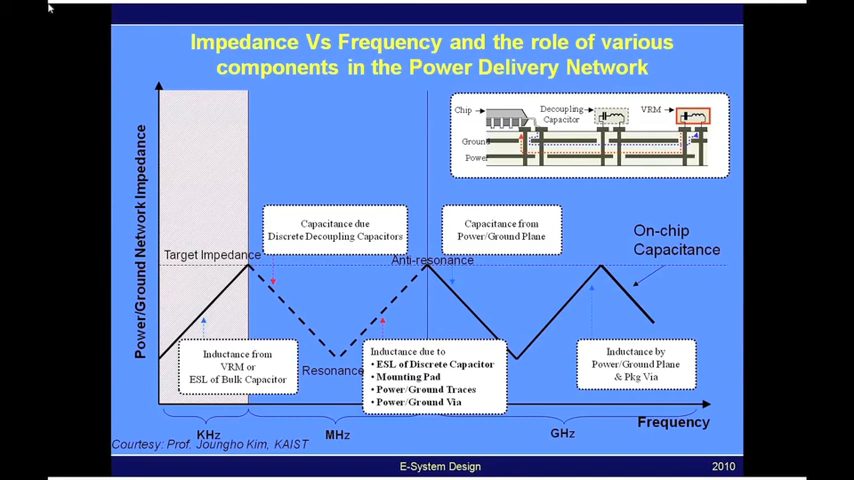 Impedance Vs Frequency and the role of various
components in the Power Delivery Network
Power/Ground Network Impedance
Chip
Decoupling
Capacitor
VRM
Ground
Power
Capacitance due
Discrete Decoupling Capacitors
Capacitance from
Power/Ground Plane
On-chip
Capacitance
Target Impedance
Anti-resonance
Inductance from
VRM or
ESL of Bulk Capacitor
Resonance
Inductance due to
• ESL of Discrete Capacitor
• Mounting Pad
• Power/Ground Traces
• Power/Ground Via
Inductance by
Power/Ground Plane
& Pkg Via
Frequency
KHz
MHz
GHz
Courtesy: Prof. Joungho Kim, KAIST
E-System Design
2010